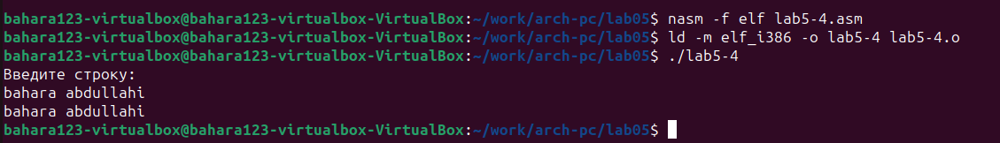 bahara123-virtualbox@bahara123-virtualbox-VirtualBox:~/work/arch-pc/lab05$ nasm -f elf lab5-4.asm
bahara123-virtualbox@bahara123-virtualbox-VirtualBox:~/work/arch-pc/lab05$ ld -m elf_i386 -o lab5-4 lab5-4.o
bahara123-virtualbox@bahara123-virtualbox-VirtualBox:~/work/arch-pc/lab05$ ./lab5-4
Введите строку:
bahara abdullahi
bahara abdullahi
bahara123-virtualbox@bahara123-virtualbox-VirtualBox:~/work/arch-pc/lab05$